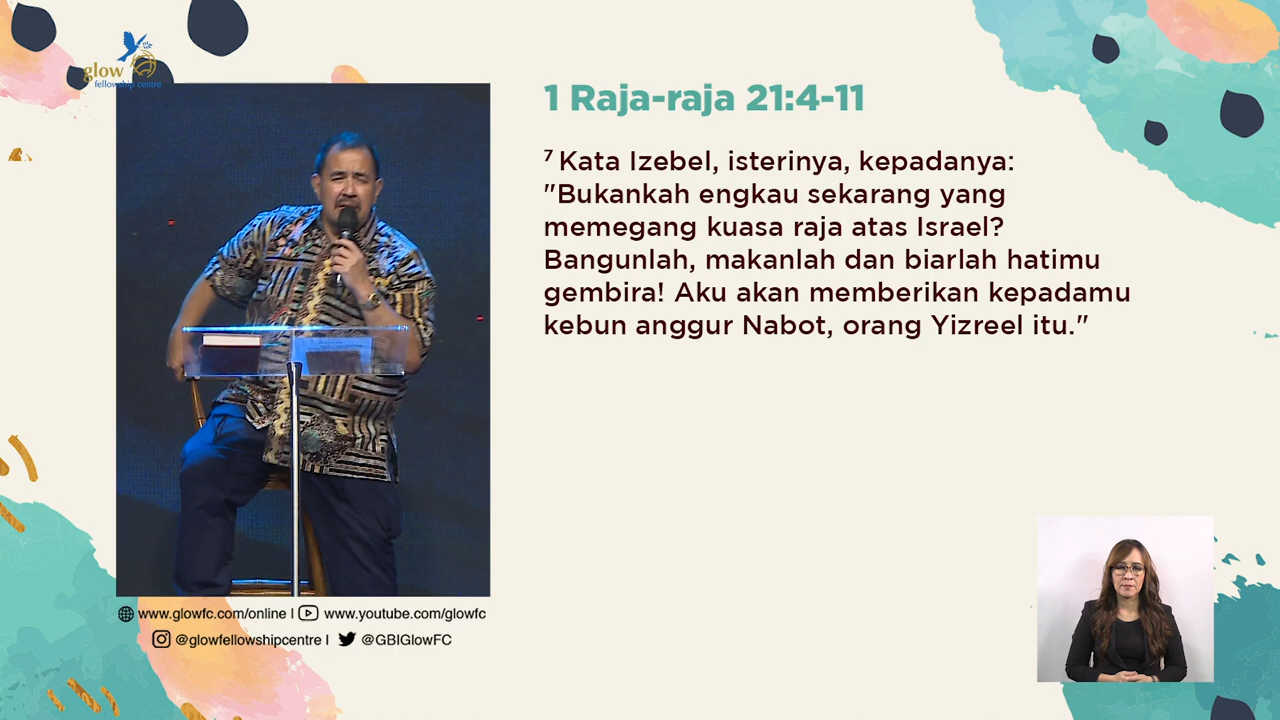 glow
fellowship centre
1 Raja-raja 21:4-11
7 Kata Izebel, isterinya, kepadanya:
"Bukankah engkau sekarang yang
memegang kuasa raja atas Israel?
Bangunlah, makanlah dan biarlah hatimu
gembira! Aku akan memberikan kepadamu
kebun anggur Nabot, orang Yizreel itu."
www.glowfc.com/online | www.youtube.com/glowfc
@glowfellowshipcentre | @GBIGlowFC